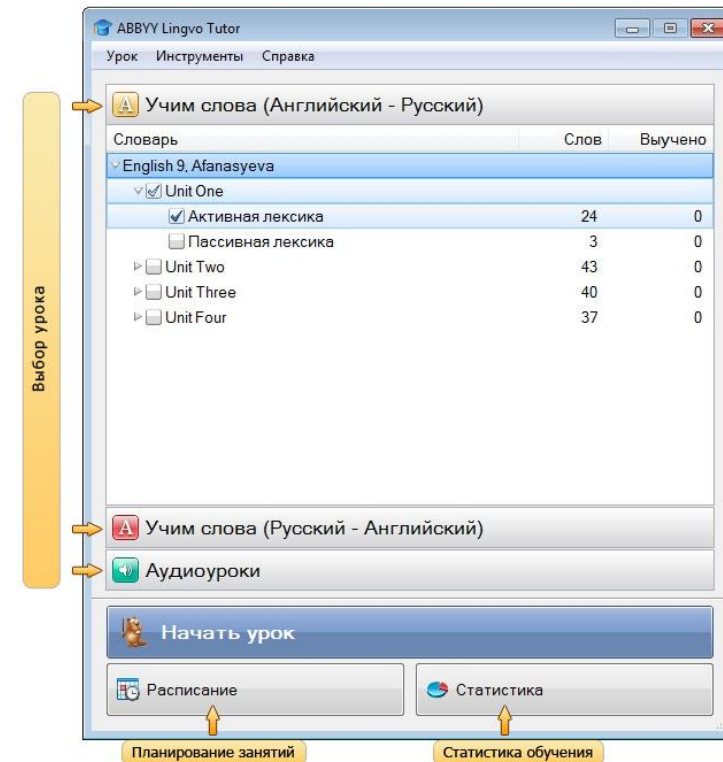 ABBYY Lingvo Tutor
Урок Инструменты Справка
Выбор урока
Учим слова (Английский - Русский)
Словарь Слов Выучено
English 9, Afanasyeva
Unit One
Активная лексика 24 0
Пассивная лексика 3 0
Unit Two 43 0
Unit Three 40 0
Unit Four 37 0
Учим слова (Русский - Английский)
Аудиоуроки
Начать урок
Расписание Статистика
Планирование занятий Статистика обучения